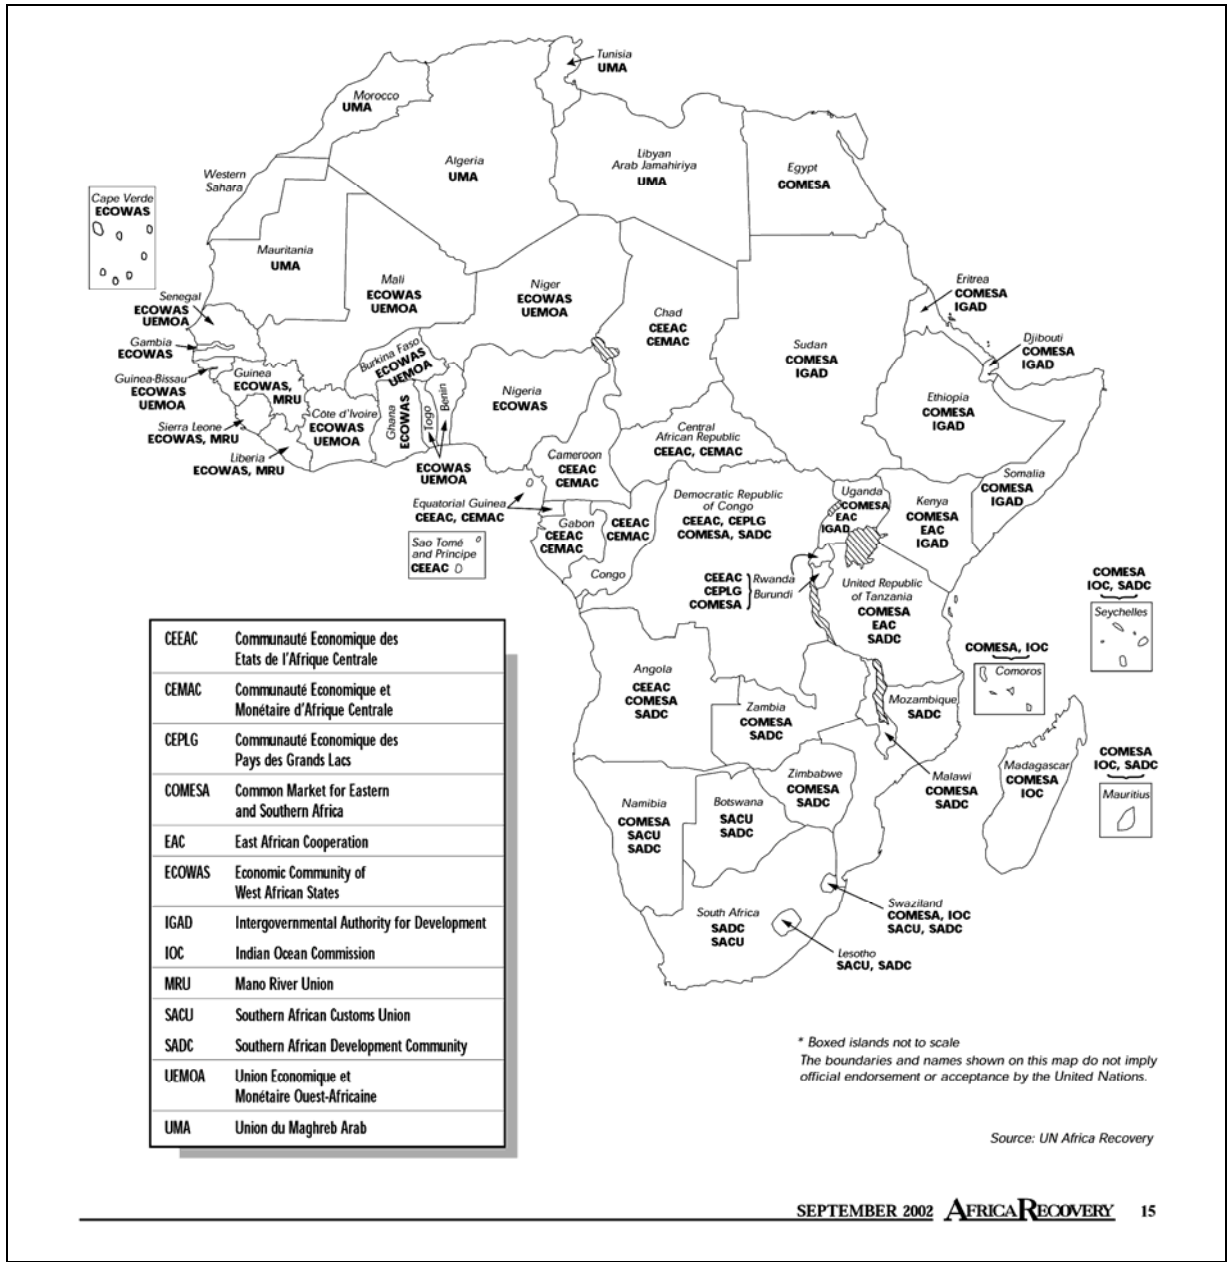 Tunisia
UMA
Morocco
UMA
Algeria
UMA
Libyan
Arab Jamahiriya
UMA
Egypt
COMESA
Western
Sahara
Cape Verde
ECOWAS
Mauritania
UMA
Mali
ECOWAS
UEMOA
Niger
ECOWAS
UEMOA
Chad
CEEAC
CEMAC
Sudan
COMESA
IGAD
Eritrea
COMESA
IGAD
Djibouti
COMESA
IGAD
Senegal
ECOWAS
UEMOA
Gambia
ECOWAS
Guinea-Bissau
ECOWAS
UEMOA
Guinea
ECOWAS,
MRU
Sierra Leone
ECOWAS, MRU
Liberia
ECOWAS, MRU
Côte d'Ivoire
ECOWAS
UEMOA
Burkina Faso
ECOWAS
UEMOA
Ghana
ECOWAS
Togo
Benin
ECOWAS
UEMOA
Nigeria
ECOWAS
Cameroon
CEEAC
CEMAC
Central
African Republic
CEEAC, CEMAC
Ethiopia
COMESA
IGAD
Somalia
COMESA
IGAD
Equatorial Guinea
CEEAC, CEMAC
Sao Tomé
and Principe
CEEAC
Gabon
CEEAC
CEMAC
CEEAC
CEMAC
Congo
Democratic Republic
of Congo
CEEAC, CEPLG
COMESA, SADC
Uganda
COMESA
EAC
IGAD
Kenya
COMESA
EAC
IGAD
CEEAC
CEPLG
COMESA
Rwanda
Burundi
United Republic
of Tanzania
COMESA
EAC
SADC
COMESA
IOC, SADC
Seychelles
COMESA, IOC
Comoros
Angola
CEEAC
COMESA
SADC
Zambia
COMESA
SADC
Mozambique
SADC
Malawi
COMESA
SADC
Madagascar
COMESA
IOC
COMESA
IOC, SADC
Mauritius
Zimbabwe
COMESA
SADC
Namibia
COMESA
SACU
SADC
Botswana
SACU
SADC
South Africa
SADC
SACU
Swaziland
COMESA, IOC
SACU, SADC
Lesotho
SACU, SADC
CEEAC Communauté Economique des
Etats de l'Afrique Centrale
CEMAC Communauté Economique et
Monétaire d'Afrique Centrale
CEPLG Communauté Economique des
Pays des Grands Lacs
COMESA Common Market for Eastern
and Southern Africa
EAC East African Cooperation
ECOWAS Economic Community of
West African States
IGAD Intergovernmental Authority for Development
IOC Indian Ocean Commission
MRU Mano River Union
SACU Southern African Customs Union
SADC Southern African Development Community
UEMOA Union Economique et
Monétaire Ouest-Africaine
UMA Union du Maghreb Arab
* Boxed islands not to scale
The boundaries and names shown on this map do not imply
official endorsement or acceptance by the United Nations.
Source: UN Africa Recovery
SEPTEMBER 2002 AFRICA RECOVERY 15